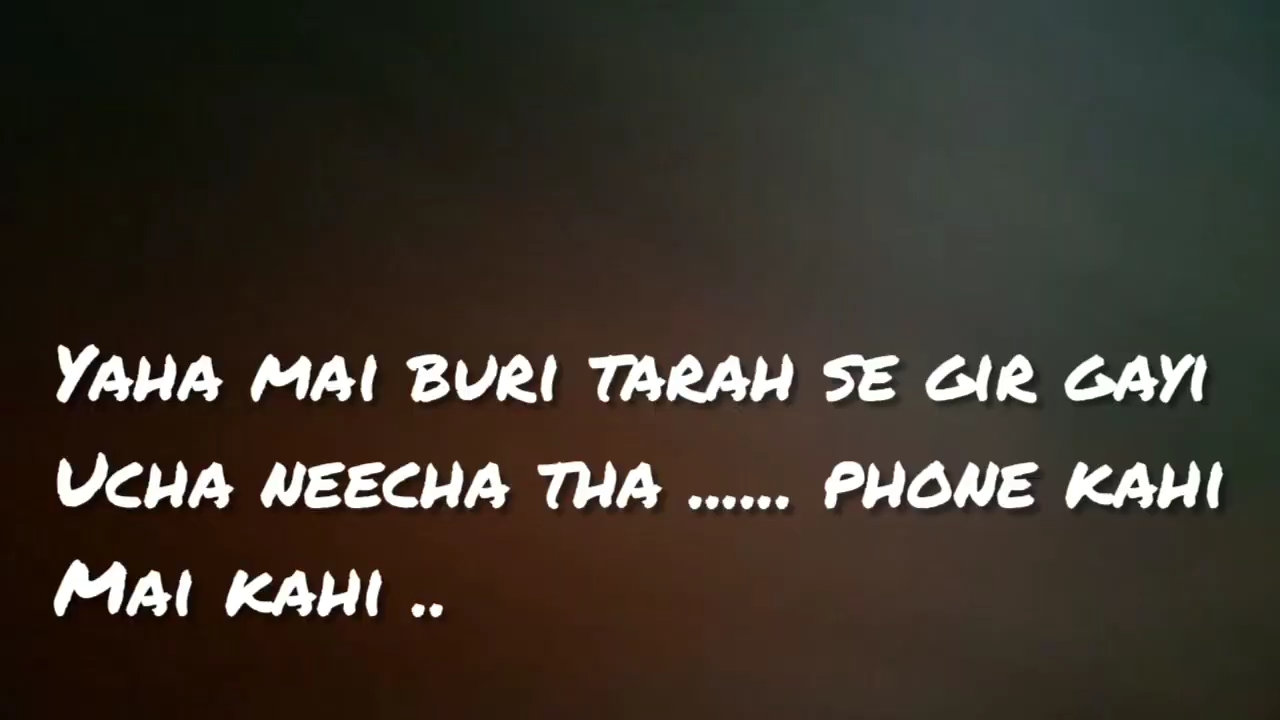 Yaha mai buri tarah se gir gayi
Ucha neecha tha ...... phone kahi
Mai kahi ..